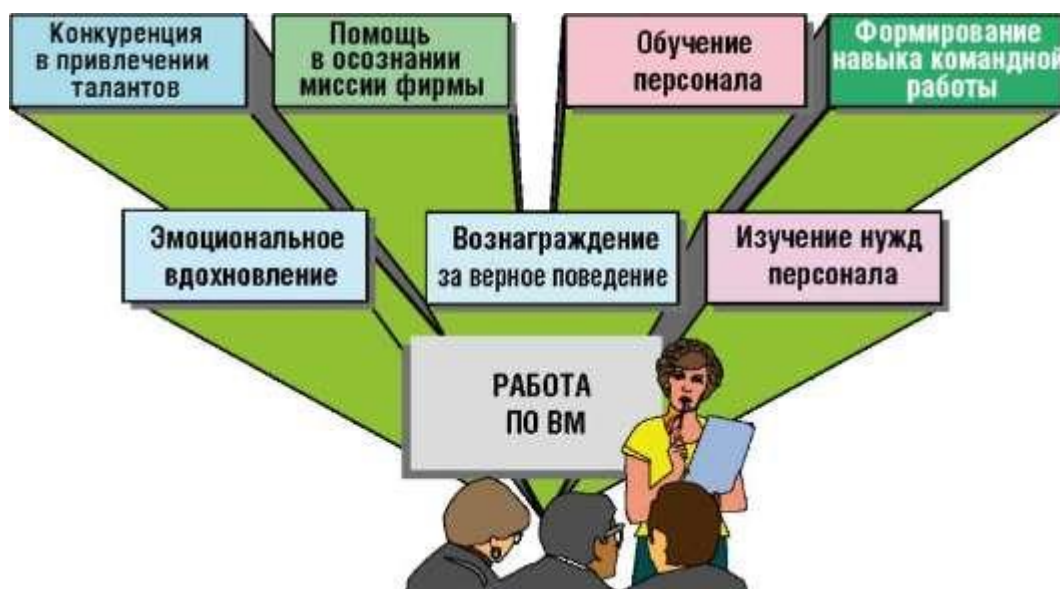 Конкуренция
в привлечении
талантов
Помощь
в осознании
миссии фирмы
Обучение
персонала
Формирование
навыка командной
работы
Эмоциональное
вдохновление
Вознаграждение
за верное поведение
Изучение нужд
персонала
РАБОТА
ПО ВМ